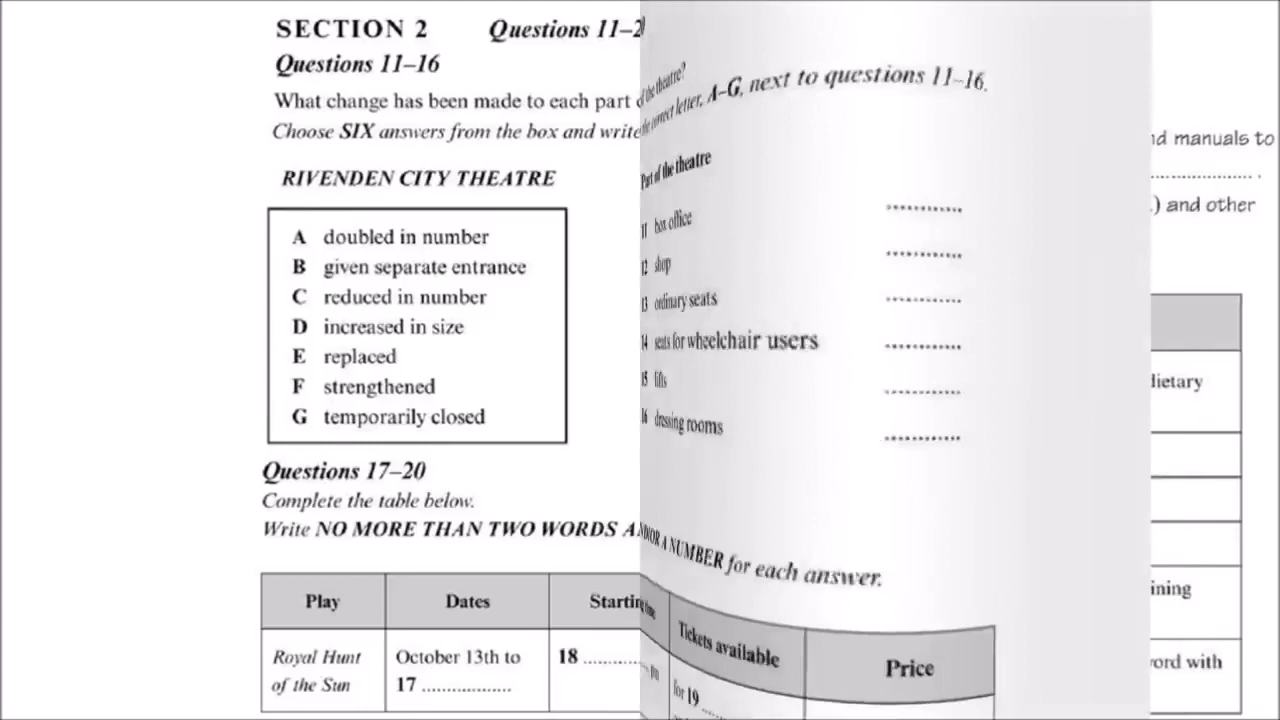 SECTION 2 Questions 11–2
Questions 11–16
What change has been made to each part of the theatre?
Choose SIX answers from the box and write the correct letter, A–G, next to questions 11–16.
RIVENDEN CITY THEATRE
A doubled in number
B given separate entrance
C reduced in number
D increased in size
E replaced
F strengthened
G temporarily closed
Part of the theatre
11 box office ............
12 shop ............
13 ordinary seats ............
14 seats for wheelchair users ............
15 lifts ............
16 dressing rooms ............
Questions 17–20
Complete the table below.
Write NO MORE THAN TWO WORDS AND/OR A NUMBER for each answer.
Play Dates Starting time Tickets available Price
Royal Hunt of the Sun
October 13th to
17 ..................
18 ..........
for 19 ....
manuals to
) and other
dietary
with